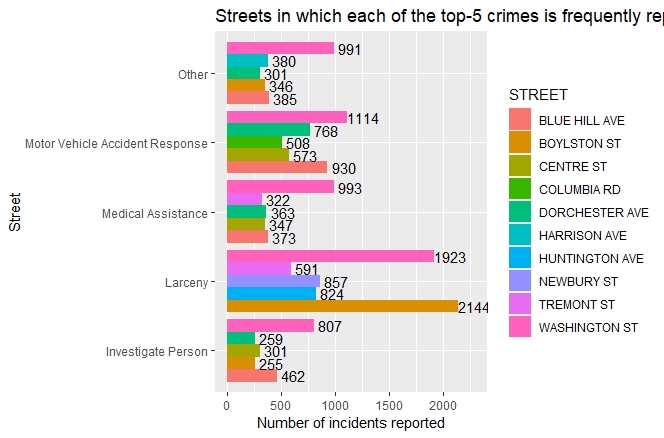 Streets in which each of the top-5 crimes is frequently rep
Street
Other
991
380
301
346
385
Motor Vehicle Accident Response
1114
768
508
573
930
Medical Assistance
993
322
363
347
373
Larceny
1923
591
857
824
2144
Investigate Person
807
259
301
255
462
0 500 1000 1500 2000
Number of incidents reported
STREET
BLUE HILL AVE
BOYLSTON ST
CENTRE ST
COLUMBIA RD
DORCHESTER AVE
HARRISON AVE
HUNTINGTON AVE
NEWBURY ST
TREMONT ST
WASHINGTON ST